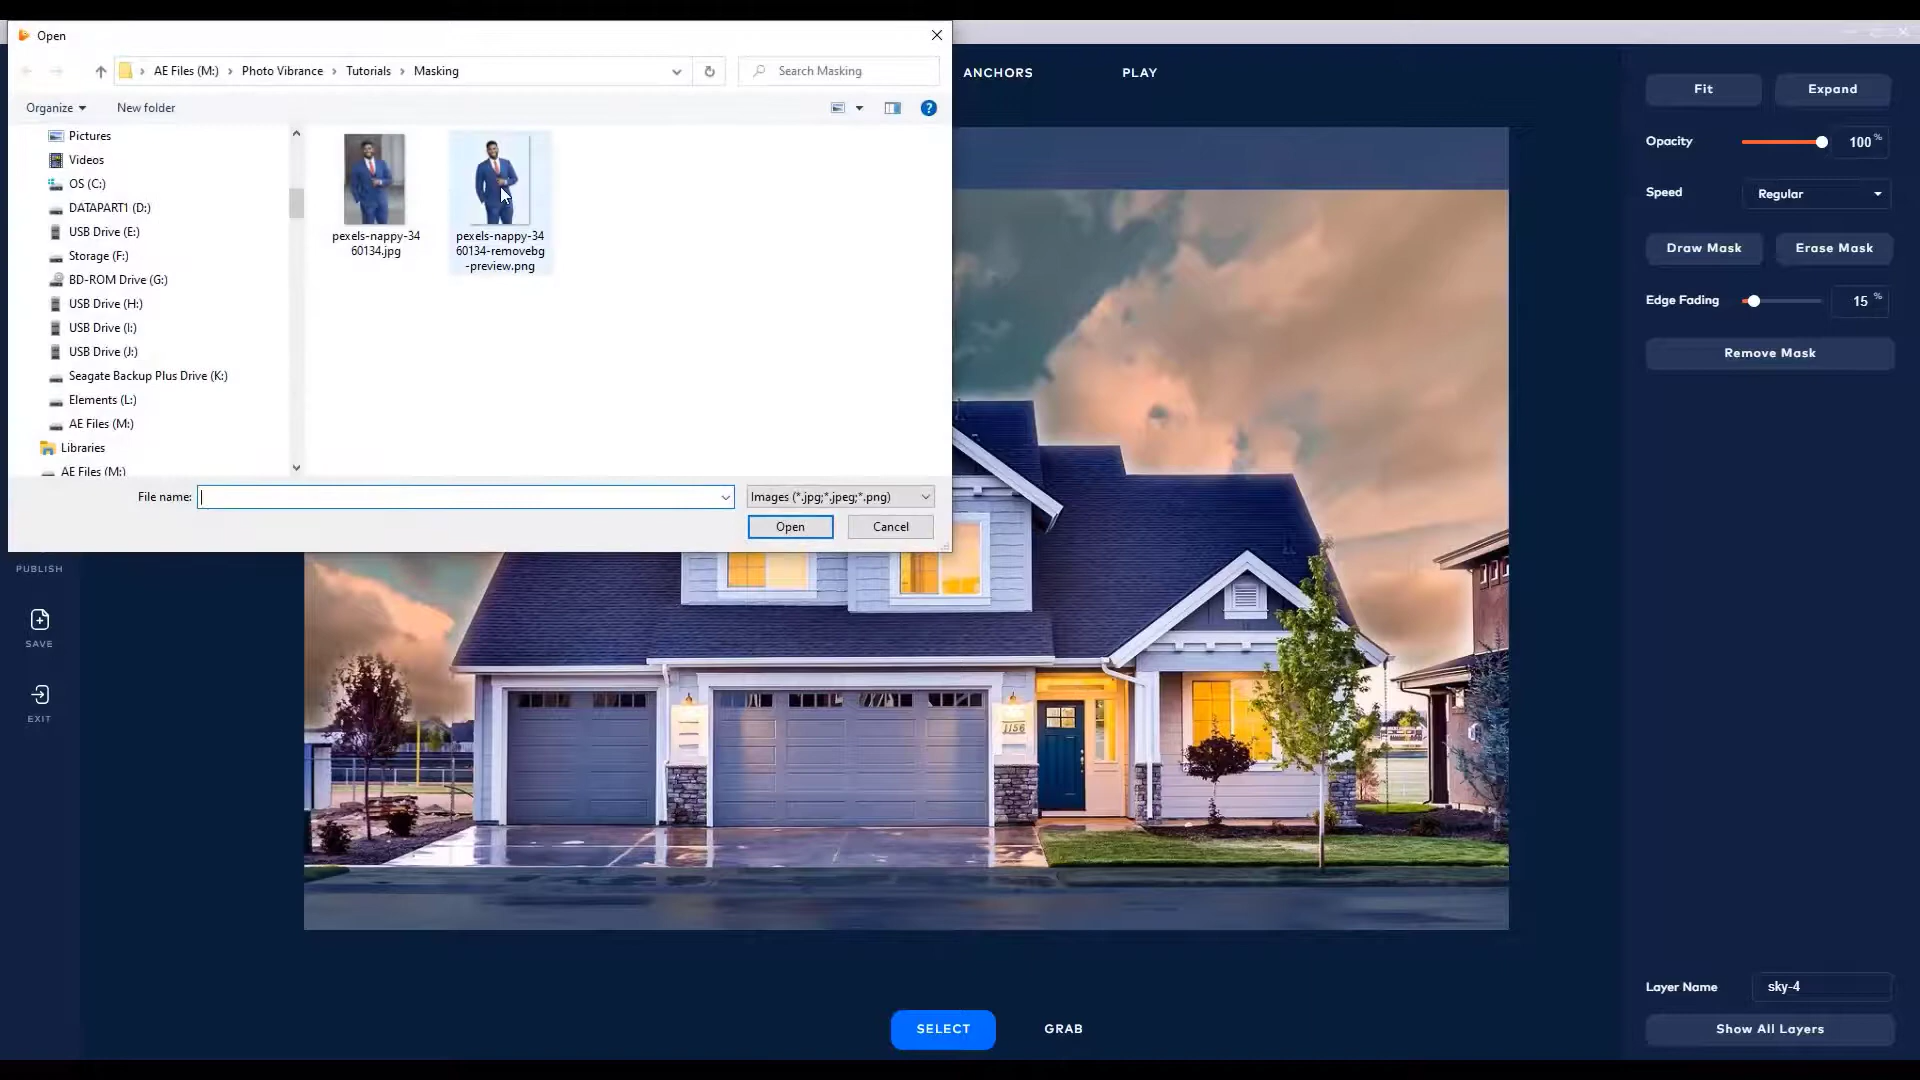 Open
AE Files (M:) › Photo Vibrance › Tutorials › Masking
Search Masking
ANCHORS
PLAY
Organize
New folder
Pictures
Videos
OS (C:)
DATAPART1 (D:)
USB Drive (E:)
Storage (F:)
BD-ROM Drive (G:)
USB Drive (H:)
USB Drive (I:)
USB Drive (J:)
Seagate Backup Plus Drive (K:)
Elements (L:)
AE Files (M:)
Libraries
AE Files (M:)
pexels-nappy-34
60134.jpg
pexels-nappy-34
60134-removebg
-preview.png
File name:
Images (*.jpg;*.jpeg;*.png)
Open
Cancel
PUBLISH
SAVE
EXIT
1156
Fit
Expand
Opacity
100 %
Speed
Regular
Draw Mask
Erase Mask
Edge Fading
15 %
Remove Mask
Layer Name
sky-4
Show All Layers
SELECT
GRAB